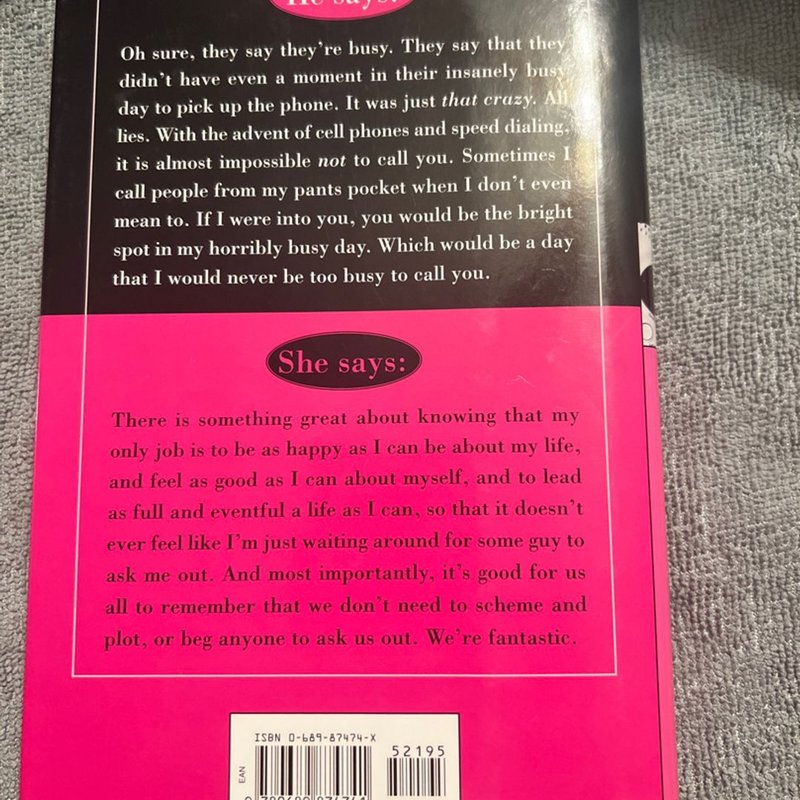 He says:
Oh sure, they say they're busy. They say that they
didn't have even a moment in their insanely busy
day to pick up the phone. It was just that crazy. All
lies. With the advent of cell phones and speed dialing,
it is almost impossible not to call you. Sometimes I
call people from my pants pocket when I don't even
mean to. If I were into you, you would be the bright
spot in my horribly busy day. Which would be a day
that I would never be too busy to call you.
She says:
There is something great about knowing that my
only job is to be as happy as I can be about my life,
and feel as good as I can about myself, and to lead
as full and eventful a life as I can, so that it doesn't
ever feel like I'm just waiting around for some guy to
ask me out. And most importantly, it's good for us
all to remember that we don't need to scheme and
plot, or beg anyone to ask us out. We're fantastic.
ISBN 0-689-87474-X
52195
EAN